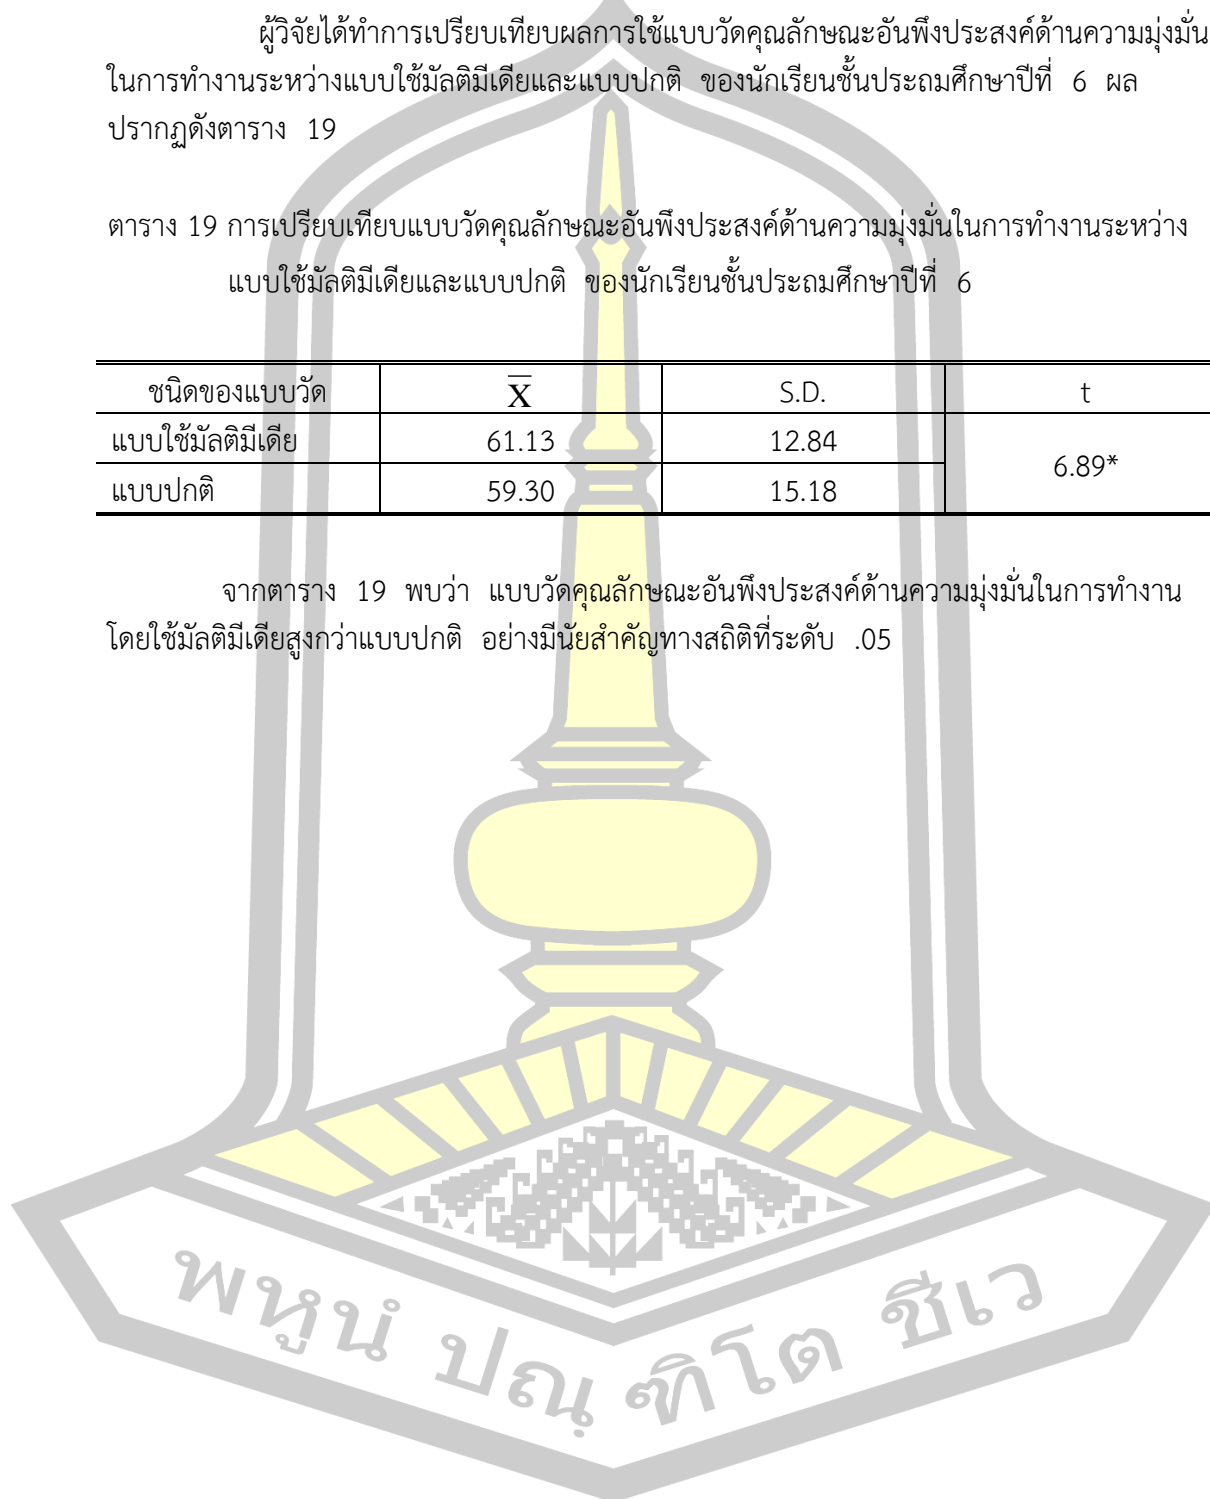 ผู้วิจัยได้ทำการเปรียบเทียบผลการใช้แบบวัดคุณลักษณะอันพึงประสงค์ด้านความมุ่งมั่น
ในการทำงานระหว่างแบบใช้มัลติมีเดียและแบบปกติ ของนักเรียนชั้นประถมศึกษาปีที่ 6 ผล
ปรากฏดังตาราง 19
ตาราง 19 การเปรียบเทียบแบบวัดคุณลักษณะอันพึงประสงค์ด้านความมุ่งมั่นในการทำงานระหว่าง
แบบใช้มัลติมีเดียและแบบปกติ ของนักเรียนชั้นประถมศึกษาปีที่ 6
ชนิดของแบบวัด X̅ S.D. t
แบบใช้มัลติมีเดีย 61.13 12.84 6.89*
แบบปกติ 59.30 15.18
จากตาราง 19 พบว่า แบบวัดคุณลักษณะอันพึงประสงค์ด้านความมุ่งมั่นในการทำงาน
โดยใช้มัลติมีเดียสูงกว่าแบบปกติ อย่างมีนัยสำคัญทางสถิติที่ระดับ .05
พหูนํ ปณฺฑิโต ชีเว